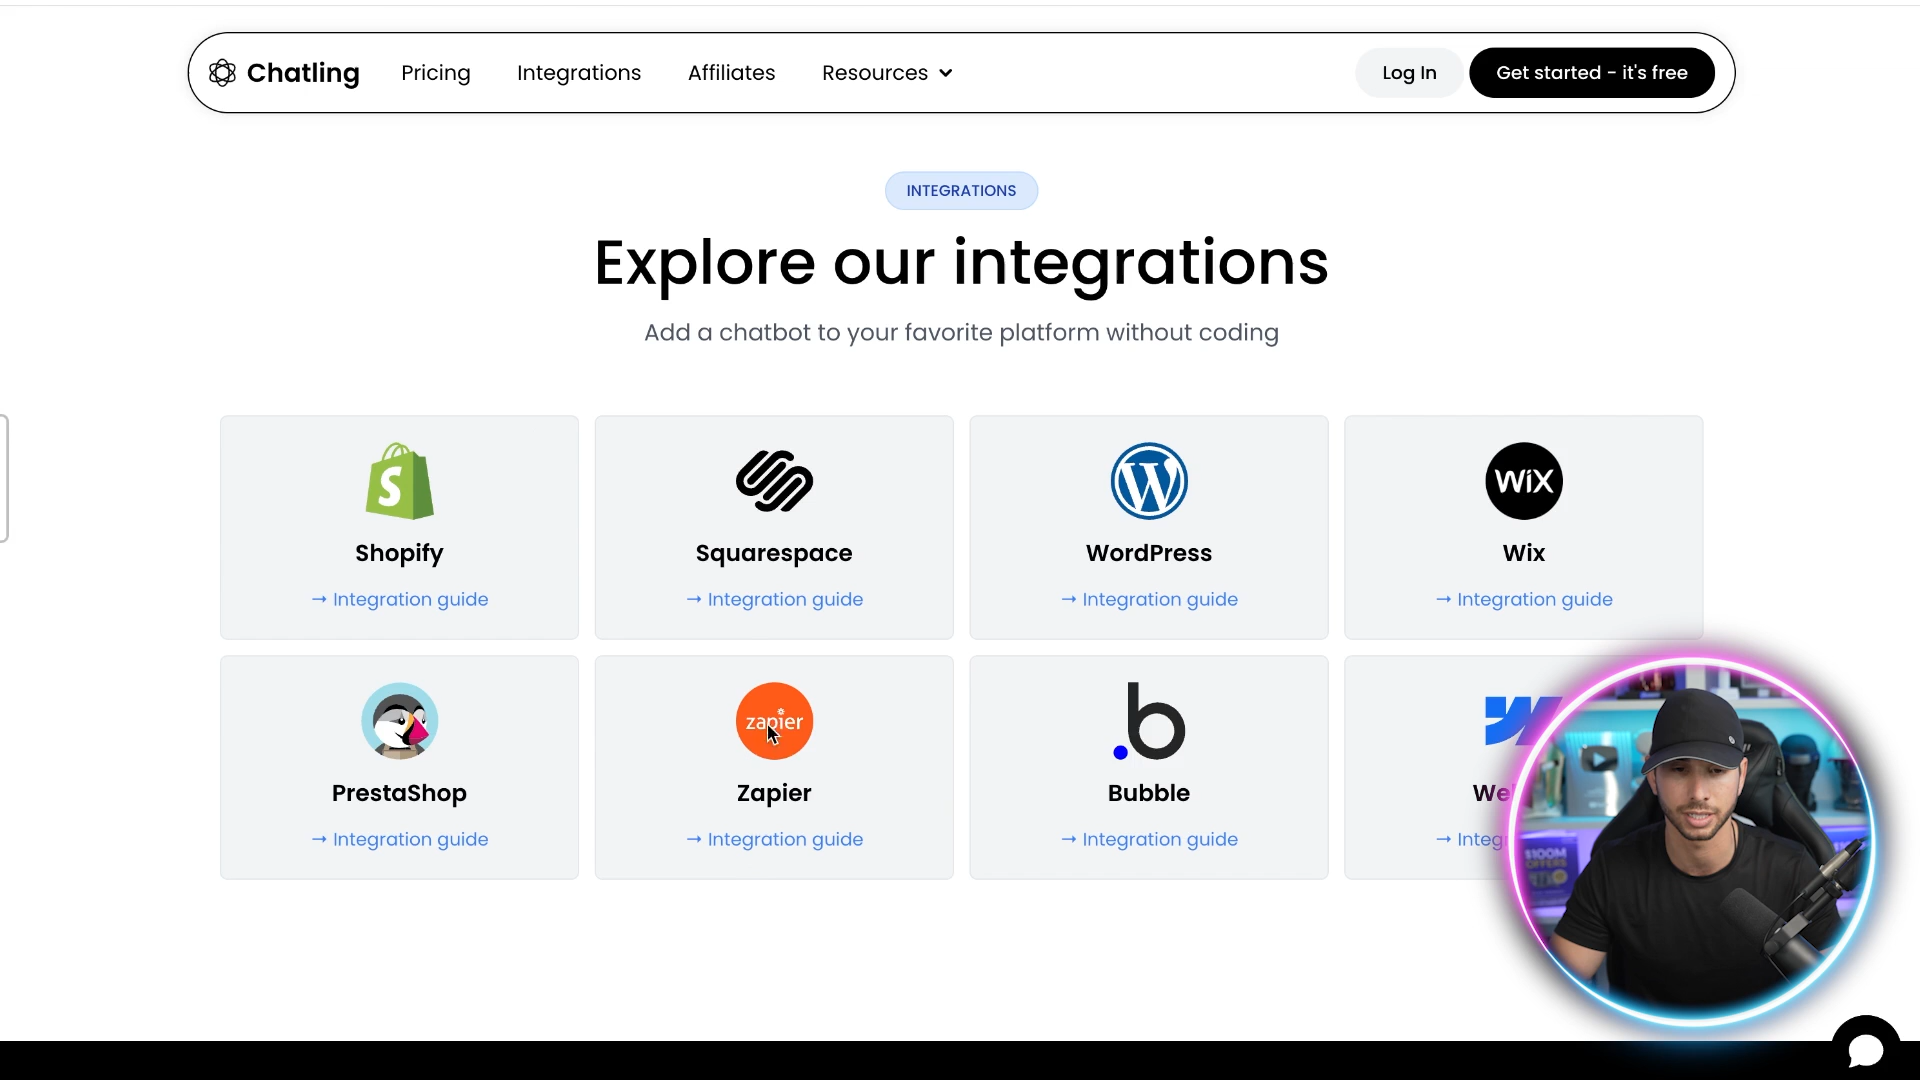 Chatling Pricing Integrations Affiliates Resources Log In Get started - it's free
INTEGRATIONS
Explore our integrations
Add a chatbot to your favorite platform without coding
S WiX
Shopify Squarespace WordPress Wix
→ Integration guide → Integration guide → Integration guide → Integration guide
zapier b
PrestaShop Zapier Bubble
→ Integration guide → Integration guide → Integration guide
$100M
OFFERS